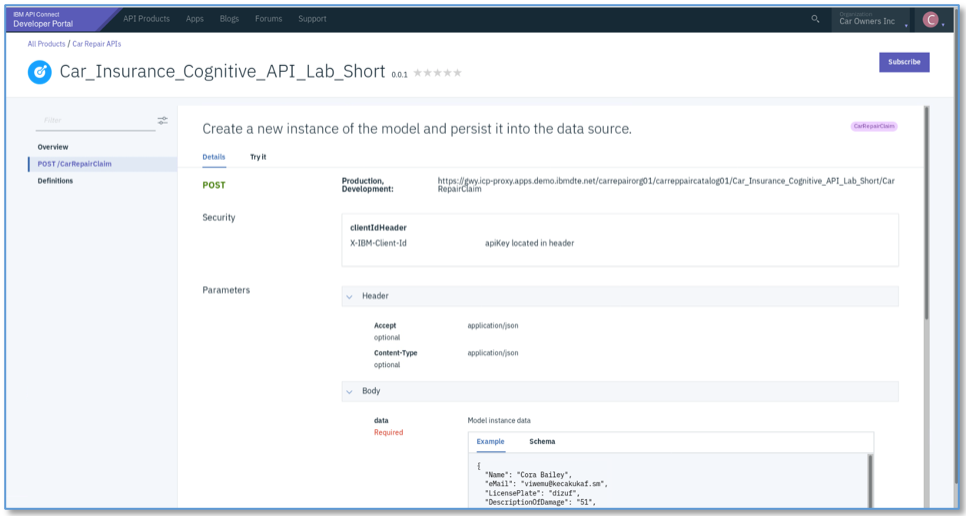 IBM API Connect
Developer Portal
API Products Apps Blogs Forums Support
Organization
Car Owners Inc
C
All Products / Car Repair APIs
Car_Insurance_Cognitive_API_Lab_Short 0.0.1
Subscribe
Filter
Overview
POST /CarRepairClaim
Definitions
Create a new instance of the model and persist it into the data source.
CarRepairClaim
Details Try it
POST
Production,
Development:
https://gwy.icp-proxy.apps.demo.ibmdte.net/carrepairorg01/carreppaircatalog01/Car_Insurance_Cognitive_API_Lab_Short/Car
RepairClaim
Security
clientIdHeader
X-IBM-Client-Id apiKey located in header
Parameters
Header
Accept application/json
optional
Content-Type application/json
optional
Body
data Model instance data
Required
Example Schema
{
"Name": "Cora Bailey",
"eMail": "viwemu@kecakukaf.sm",
"LicensePlate": "dizuf",
"DescriptionOfDamage": "51",